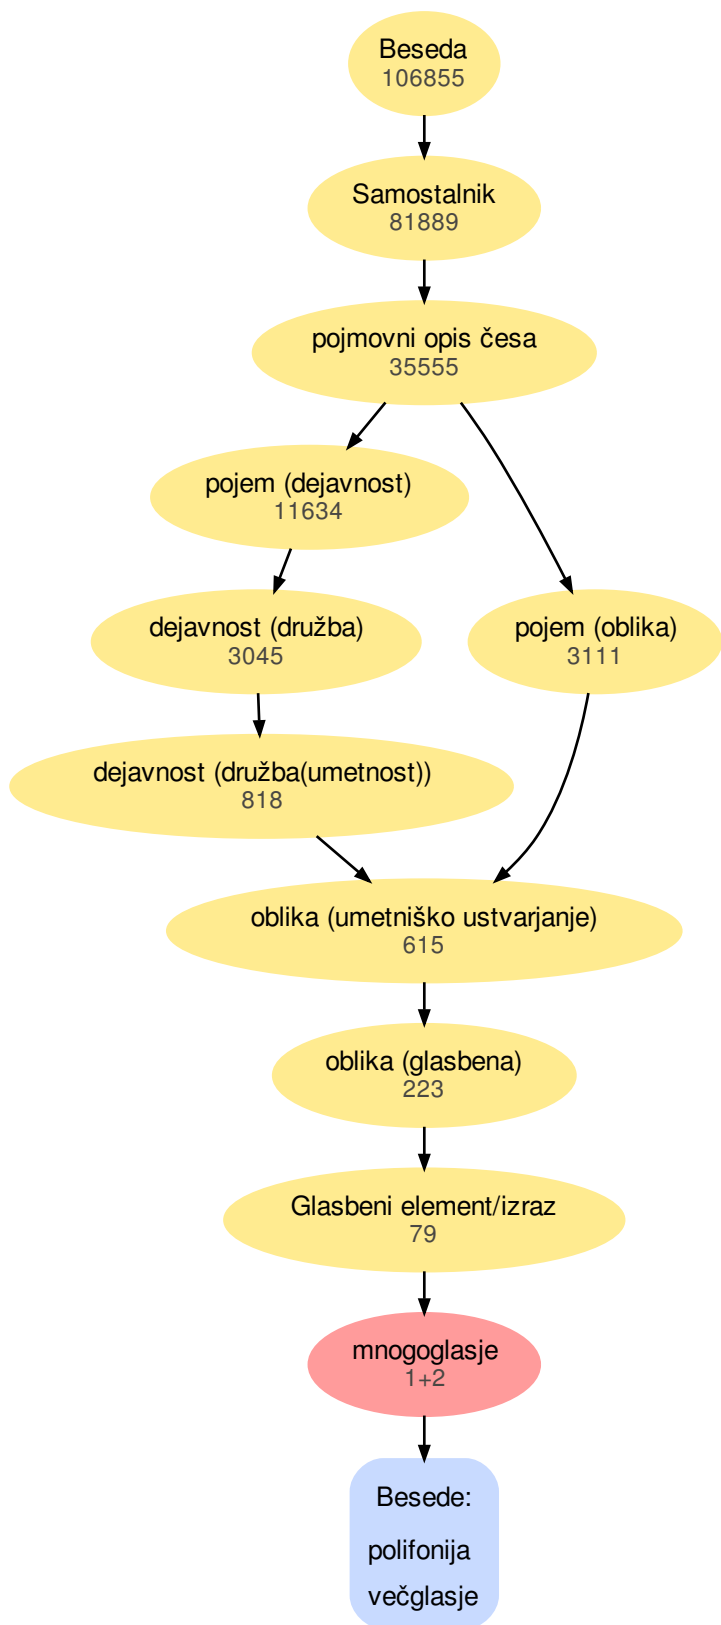 Beseda
106855
Samostalnik
81889
pojmovni opis česa
35555
pojem (dejavnost)
11634
dejavnost (družba)
3045
pojem (oblika)
3111
dejavnost (družba(umetnost))
818
oblika (umetniško ustvarjanje)
615
oblika (glasbena)
223
Glasbeni element/izraz
79
mnogoglasje
1+2
Besede:
polifonija
večglasje